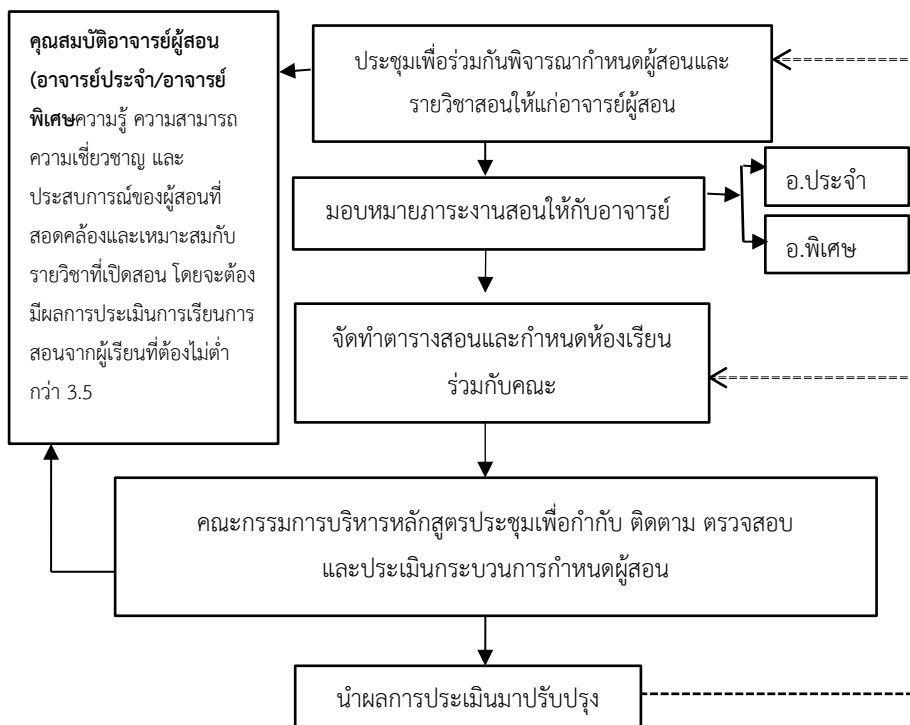 คุณสมบัติอาจารย์ผู้สอน
(อาจารย์ประจำ/อาจารย์
พิเศษความรู้ ความสามารถ
ความเชี่ยวชาญ และ
ประสบการณ์ของผู้สอนที่
สอดคล้องและเหมาะสมกับ
รายวิชาที่เปิดสอน โดยจะต้อง
มีผลการประเมินการเรียนการ
สอนจากผู้เรียนที่ต้องไม่ต่ำ
กว่า 3.5
ประชุมเพื่อร่วมกันพิจารณากำหนดผู้สอนและ
รายวิชาสอนให้แก่อาจารย์ผู้สอน
มอบหมายภาระงานสอนให้กับอาจารย์
อ.ประจำ
อ.พิเศษ
จัดทำตารางสอนและกำหนดห้องเรียน
ร่วมกับคณะ
คณะกรรมการบริหารหลักสูตรประชุมเพื่อกำกับ ติดตาม ตรวจสอบ
และประเมินกระบวนการกำหนดผู้สอน
นำผลการประเมินมาปรับปรุง